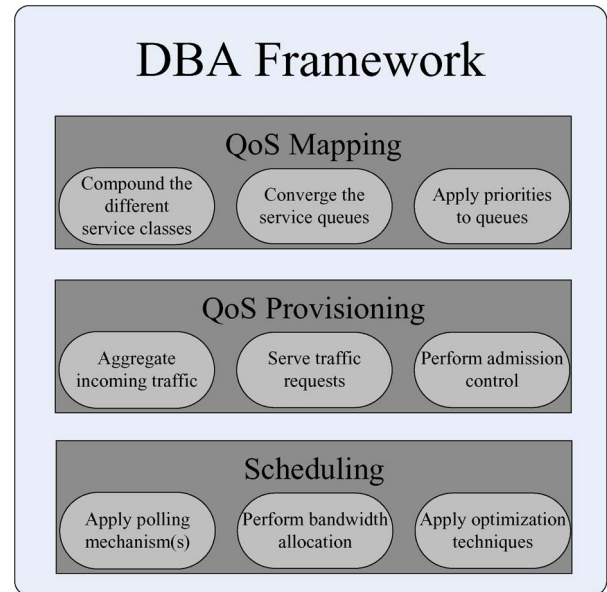 DBA Framework
QoS Mapping
Compound the
different
service classes
Converge the
service queues
Apply priorities
to queues
QoS Provisioning
Aggregate
incoming traffic
Serve traffic
requests
Perform admission
control
Scheduling
Apply polling
mechanism(s)
Perform bandwidth
allocation
Apply optimization
techniques